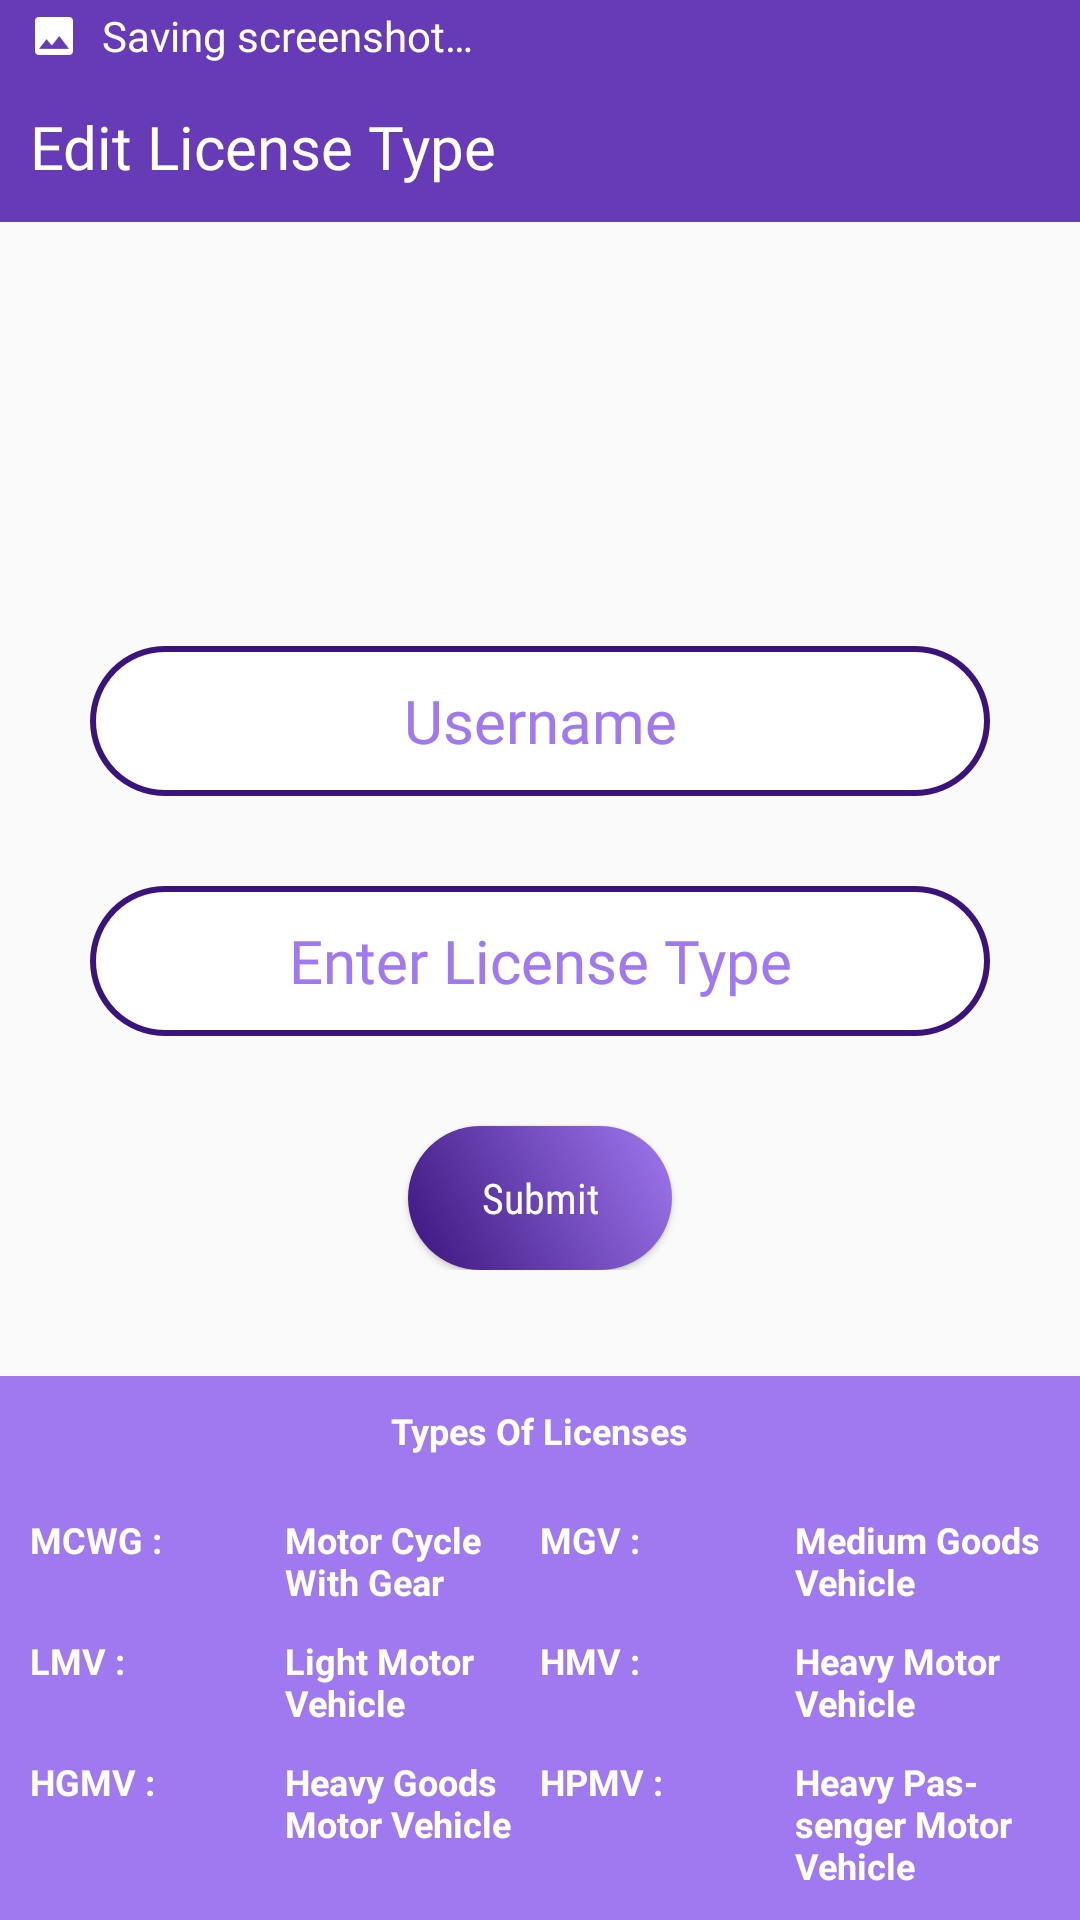 Saving screenshot...
Edit License Type
Username
Enter License Type
Submit
Types Of Licenses
MCWG :
Motor Cycle
With Gear
MGV :
Medium Goods
Vehicle
LMV :
Light Motor
Vehicle
HMV :
Heavy Motor
Vehicle
HGMV :
Heavy Goods
Motor Vehicle
HPMV :
Heavy Pas-
senger Motor
Vehicle